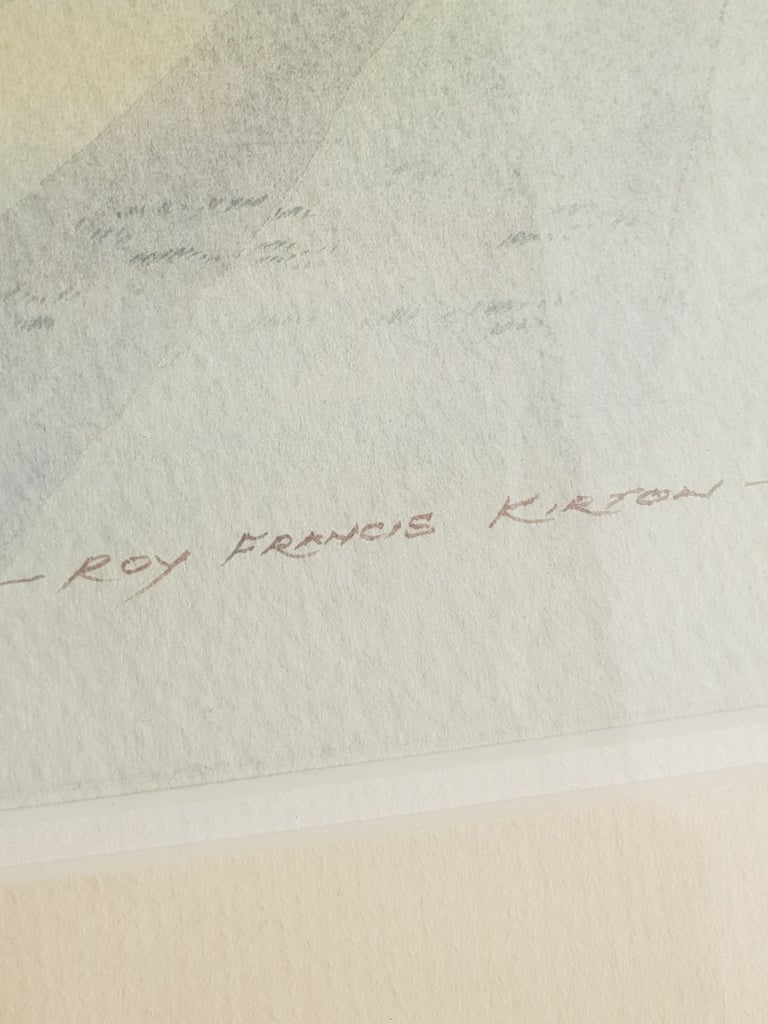 — ROY FRANCIS KIRTON —